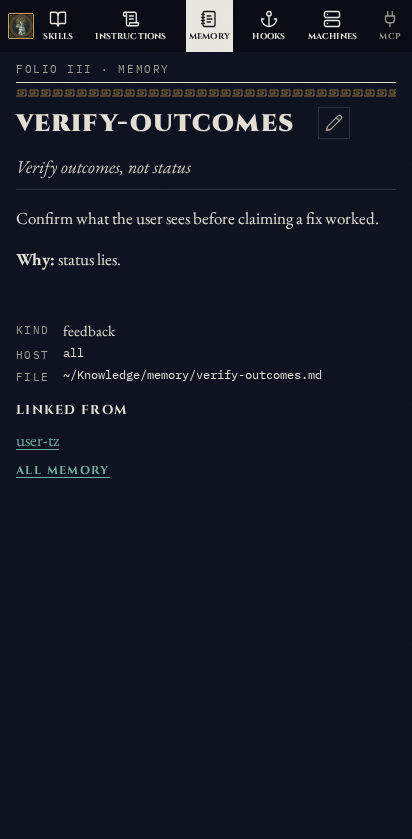 SKILLS
INSTRUCTIONS
MEMORY
HOOKS
MACHINES
MCP
FOLIO III · MEMORY
VERIFY-OUTCOMES
Verify outcomes, not status
Confirm what the user sees before claiming a fix worked.
Why: status lies.
KIND feedback
HOST all
FILE ~/Knowledge/memory/verify-outcomes.md
LINKED FROM
user-tz
ALL MEMORY